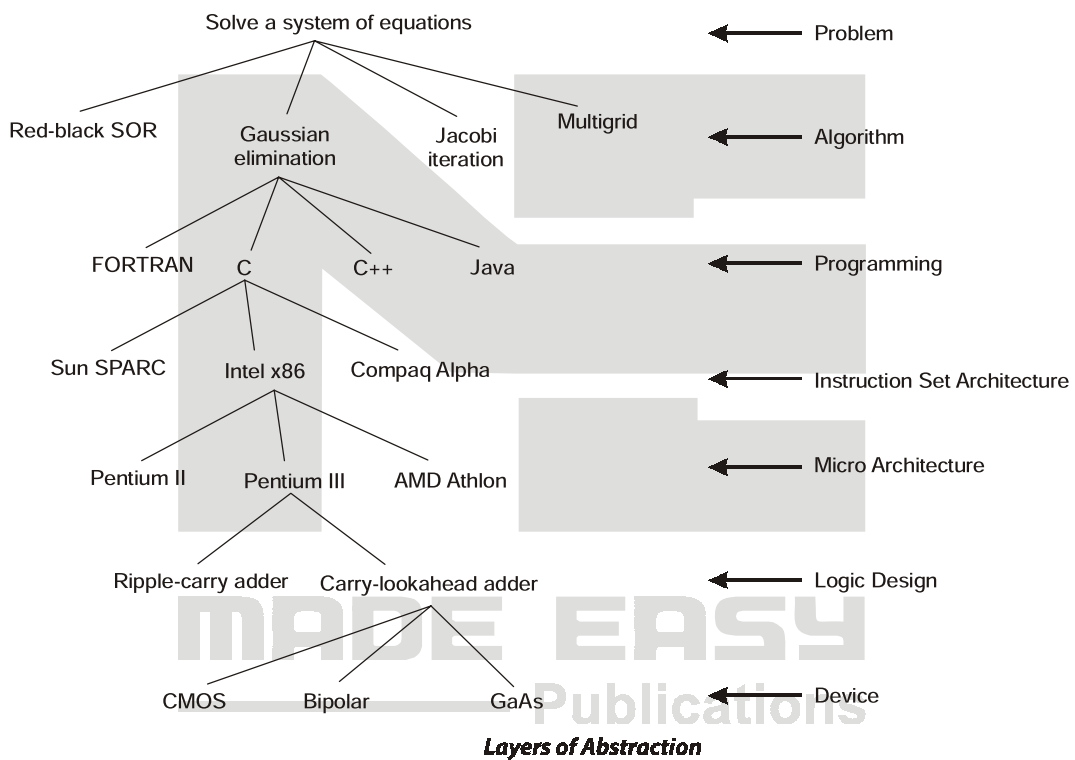 Solve a system of equations
Problem
Red-black SOR
Gaussian
elimination
Jacobi
iteration
Multigrid
Algorithm
FORTRAN
C
C++
Java
Programming
Sun SPARC
Intel x86
Compaq Alpha
Instruction Set Architecture
Pentium II
Pentium III
AMD Athlon
Micro Architecture
Ripple-carry adder
Carry-lookahead adder
Logic Design
MADE EASY
CMOS
Bipolar
GaAs
Publications
Device
Layers of Abstraction